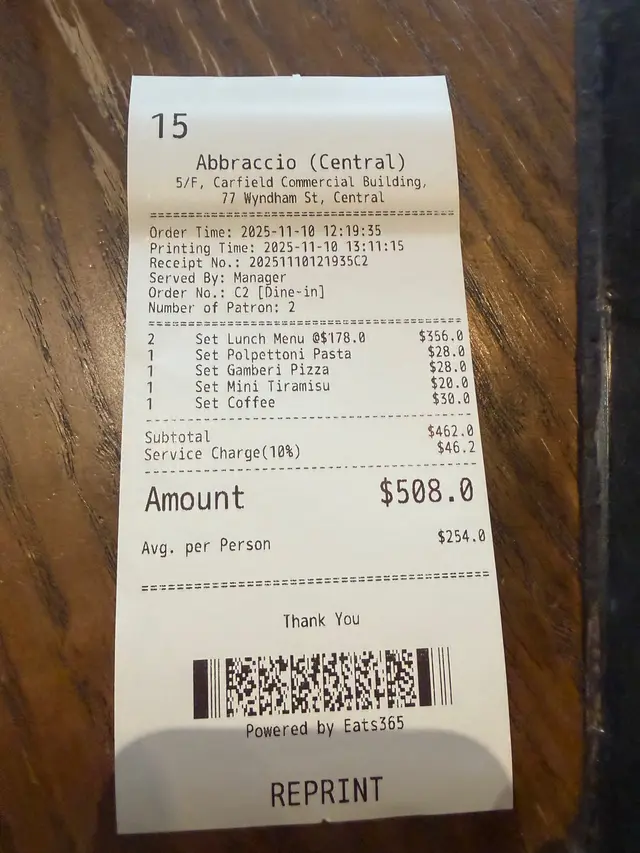 15
Abbraccio (Central)
5/F, Carfield Commercial Building,
77 Wyndham St, Central
Order Time: 2025-11-10 12:19:35
Printing Time: 2025-11-10 13:11:15
Receipt No.: 20251110121935C2
Served By: Manager
Order No.: C2 [Dine-in]
Number of Patron: 2
2 Set Lunch Menu @$178.0 $356.0
1 Set Polpettoni Pasta $28.0
1 Set Gamberi Pizza $28.0
1 Set Mini Tiramisu $20.0
1 Set Coffee $30.0
Subtotal $462.0
Service Charge(10%) $46.2
Amount $508.0
Avg. per Person $254.0
Thank You
Powered by Eats365
REPRINT